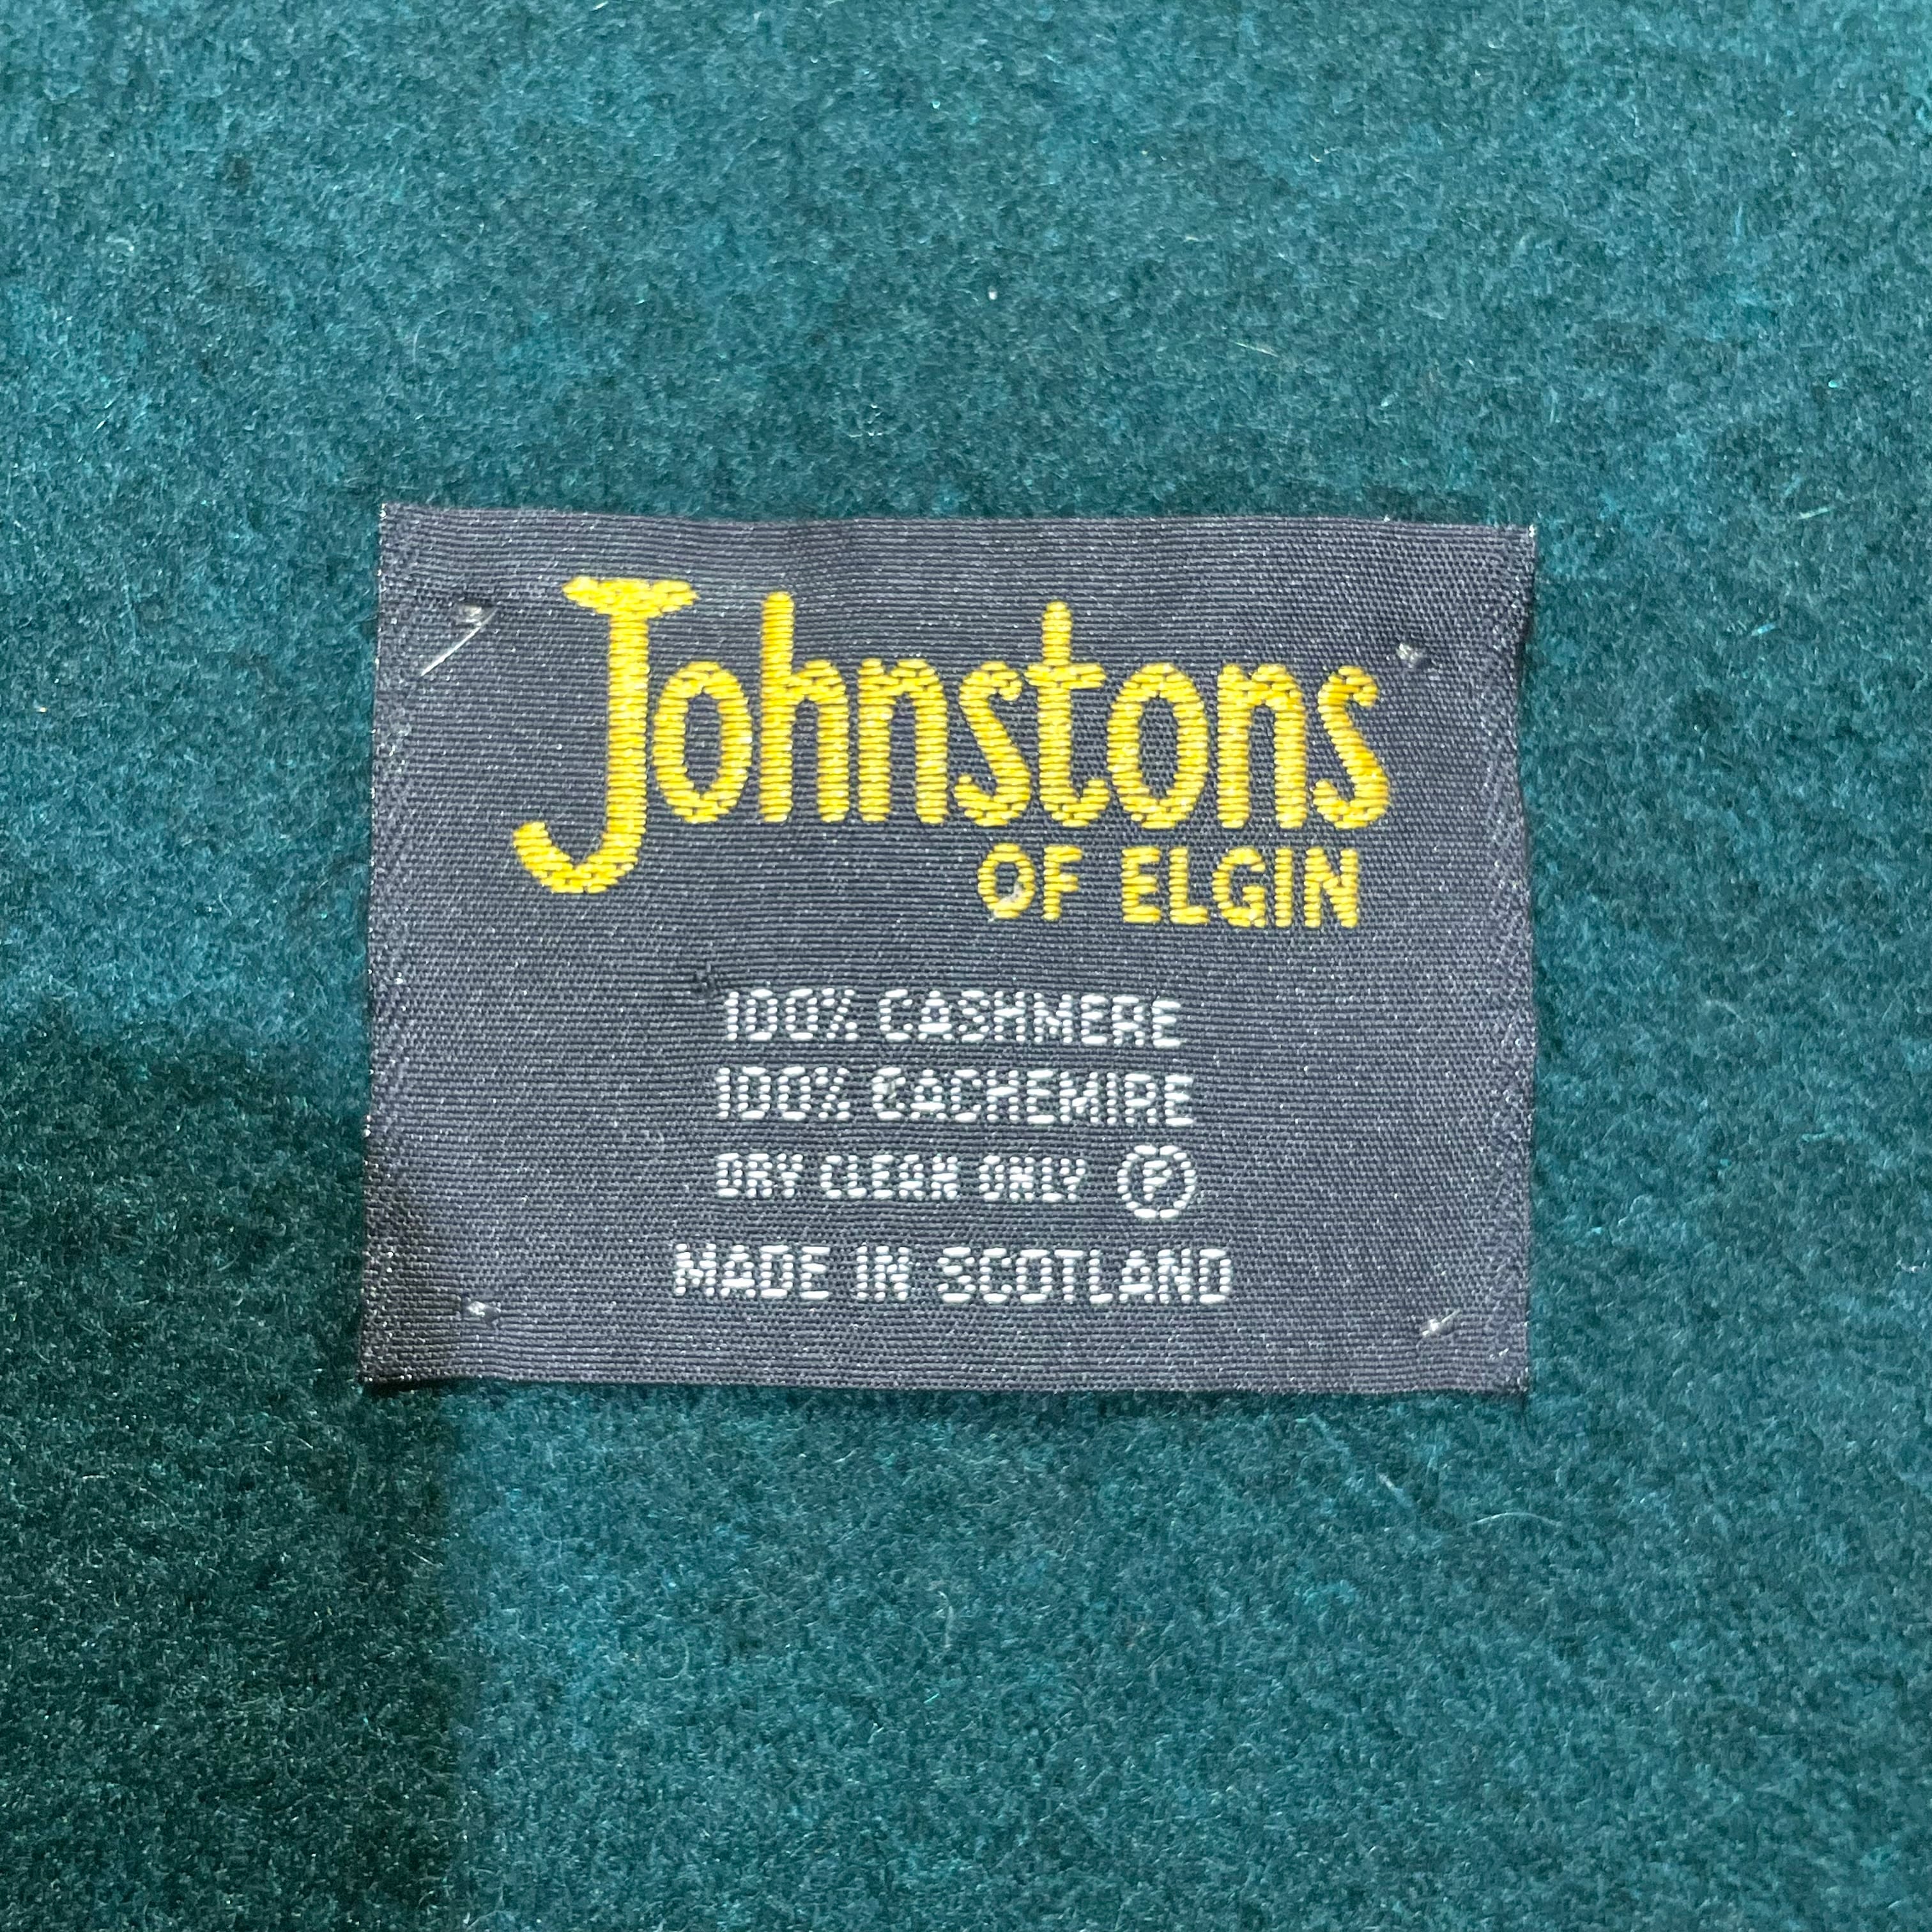 Johnstons
OF ELGIN
100% CASHMERE
100% CACHEMIRE
DRY CLEAN ONLY Ⓟ
MADE IN SCOTLAND